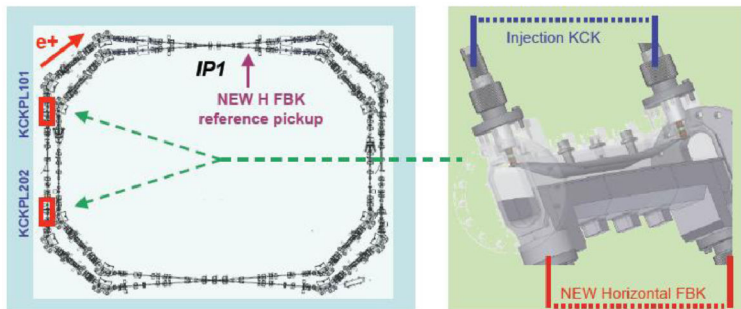 e+
IP1
NEW H FBK
reference pickup
KCKPL101
KCKPL202
Injection KCK
NEW Horizontal FBK